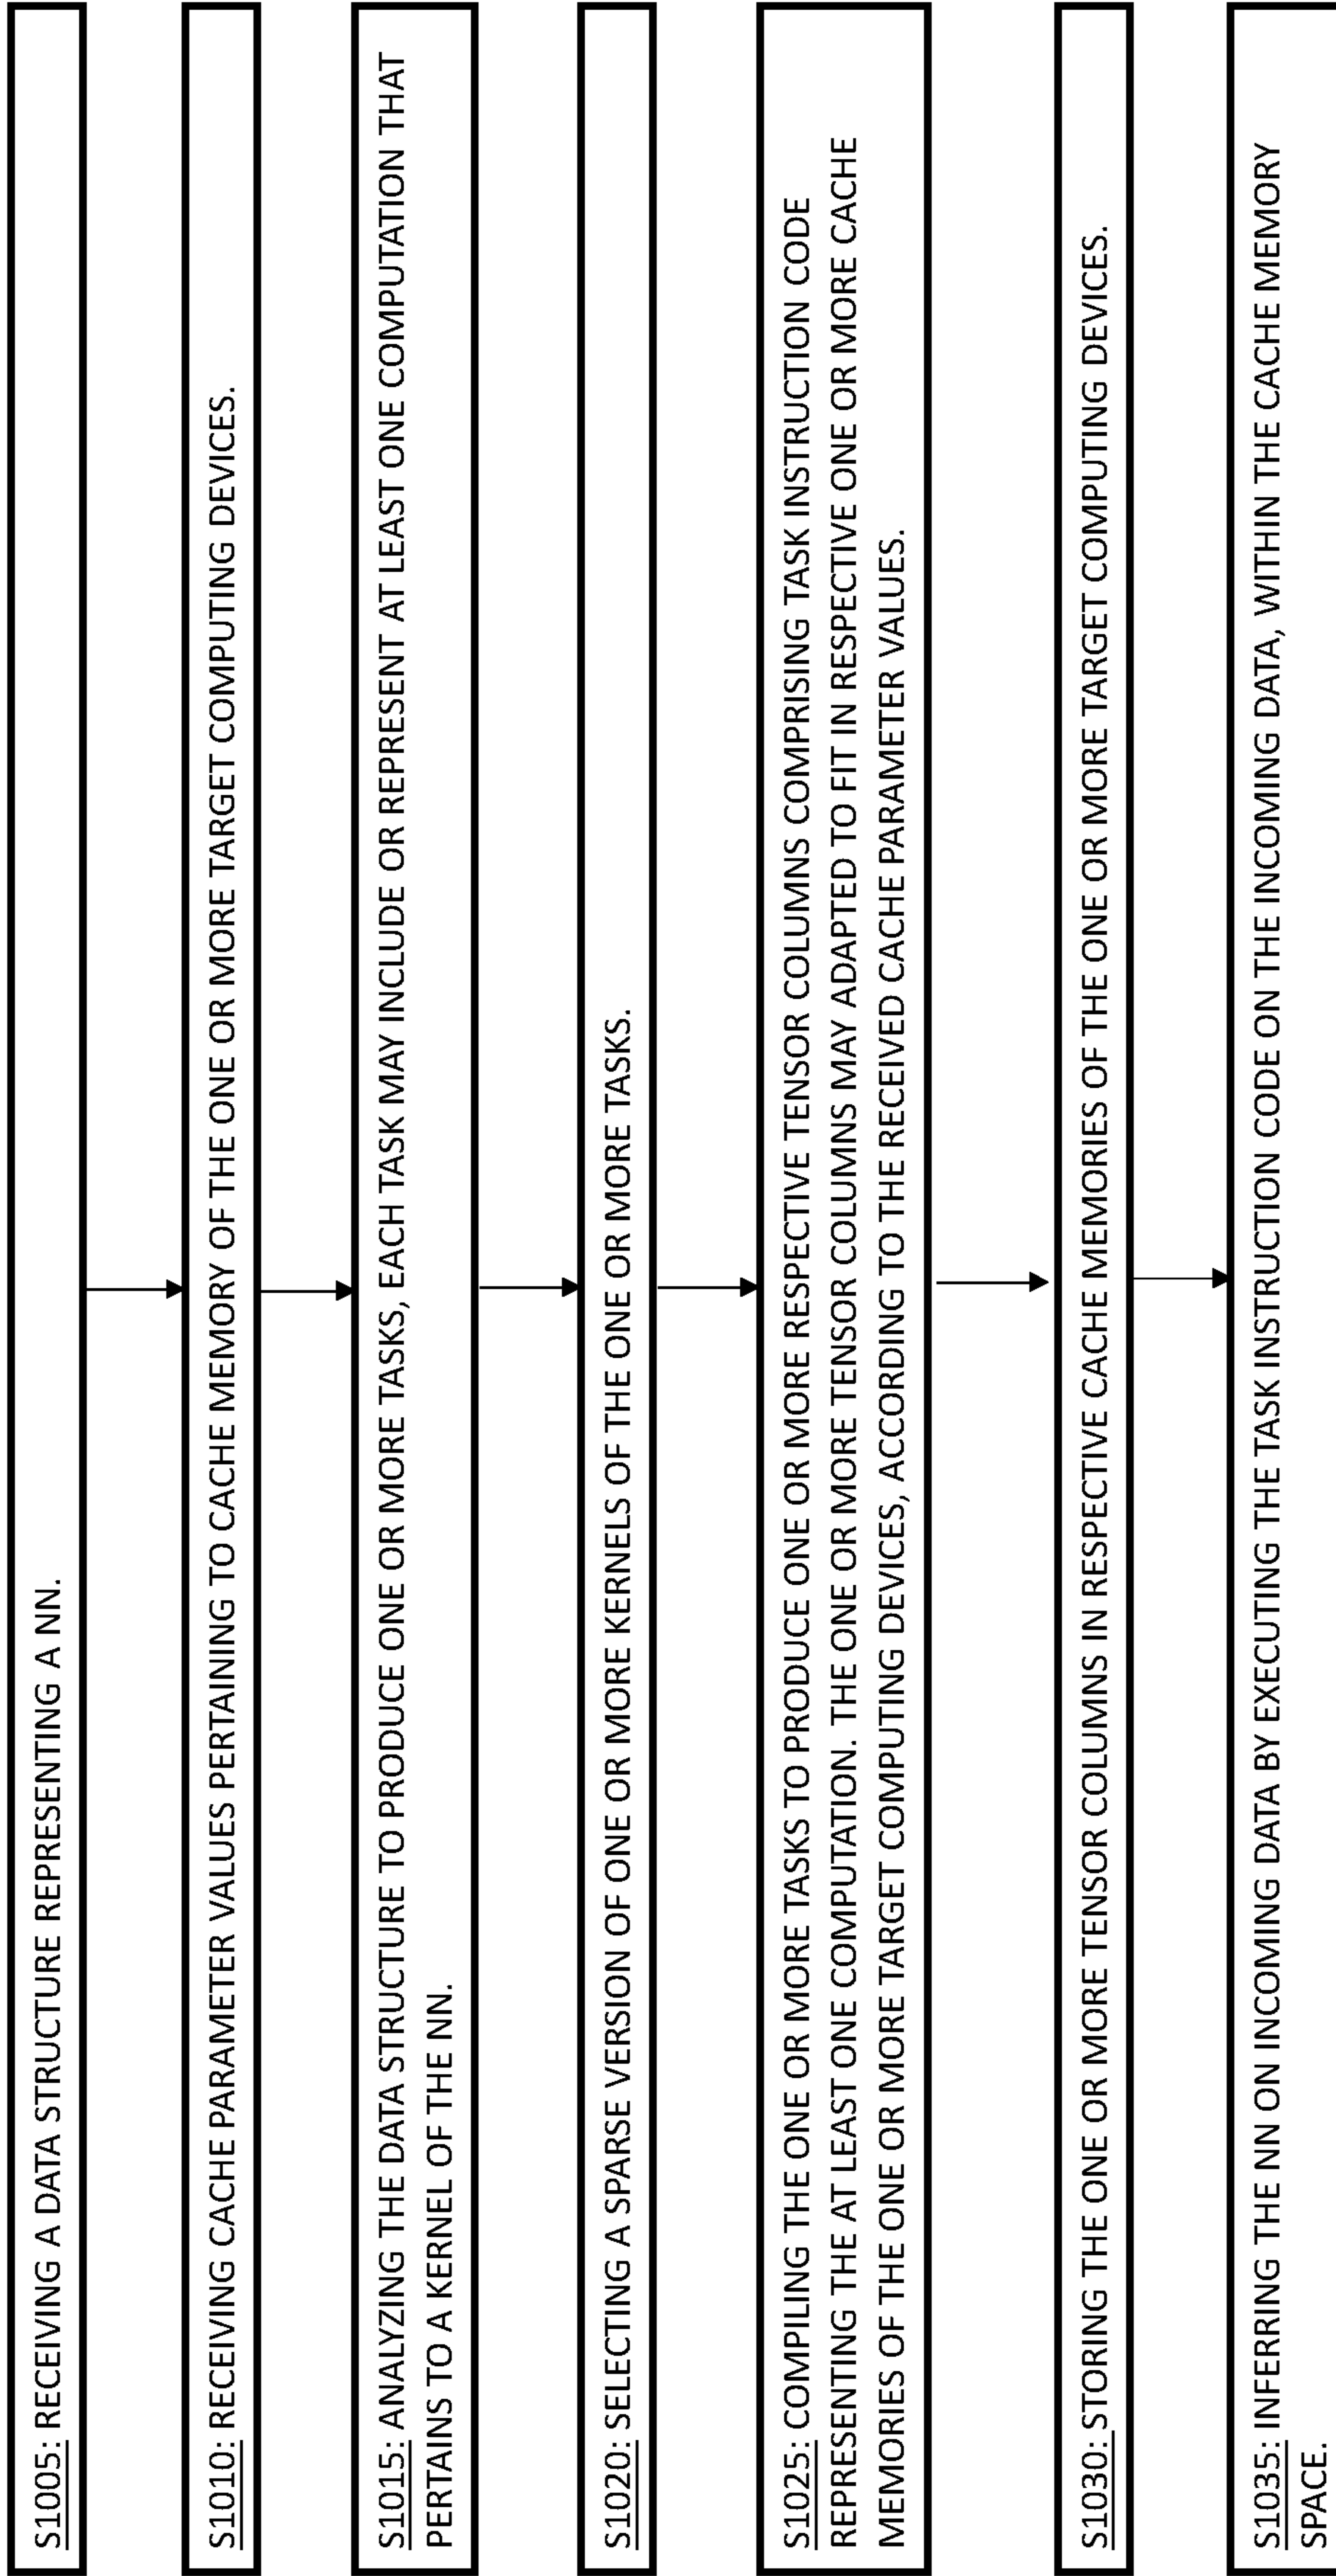 S1005: RECEIVING A DATA STRUCTURE REPRESENTING A NN.
S1010: RECEIVING CACHE PARAMETER VALUES PERTAINING TO CACHE MEMORY OF THE ONE OR MORE TARGET COMPUTING DEVICES.
S1015: ANALYZING THE DATA STRUCTURE TO PRODUCE ONE OR MORE TASKS, EACH TASK MAY INCLUDE OR REPRESENT AT LEAST ONE COMPUTATION THAT
PERTAINS TO A KERNEL OF THE NN.
S1020: SELECTING A SPARSE VERSION OF ONE OR MORE KERNELS OF THE ONE OR MORE TASKS.
S1025: COMPILING THE ONE OR MORE TASKS TO PRODUCE ONE OR MORE RESPECTIVE TENSOR COLUMNS COMPRISING TASK INSTRUCTION CODE
REPRESENTING THE AT LEAST ONE COMPUTATION. THE ONE OR MORE TENSOR COLUMNS MAY ADAPTED TO FIT IN RESPECTIVE ONE OR MORE CACHE
MEMORIES OF THE ONE OR MORE TARGET COMPUTING DEVICES, ACCORDING TO THE RECEIVED CACHE PARAMETER VALUES.
S1030: STORING THE ONE OR MORE TENSOR COLUMNS IN RESPECTIVE CACHE MEMORIES OF THE ONE OR MORE TARGET COMPUTING DEVICES.
S1035: INFERRING THE NN ON INCOMING DATA BY EXECUTING THE TASK INSTRUCTION CODE ON THE INCOMING DATA, WITHIN THE CACHE MEMORY
SPACE.